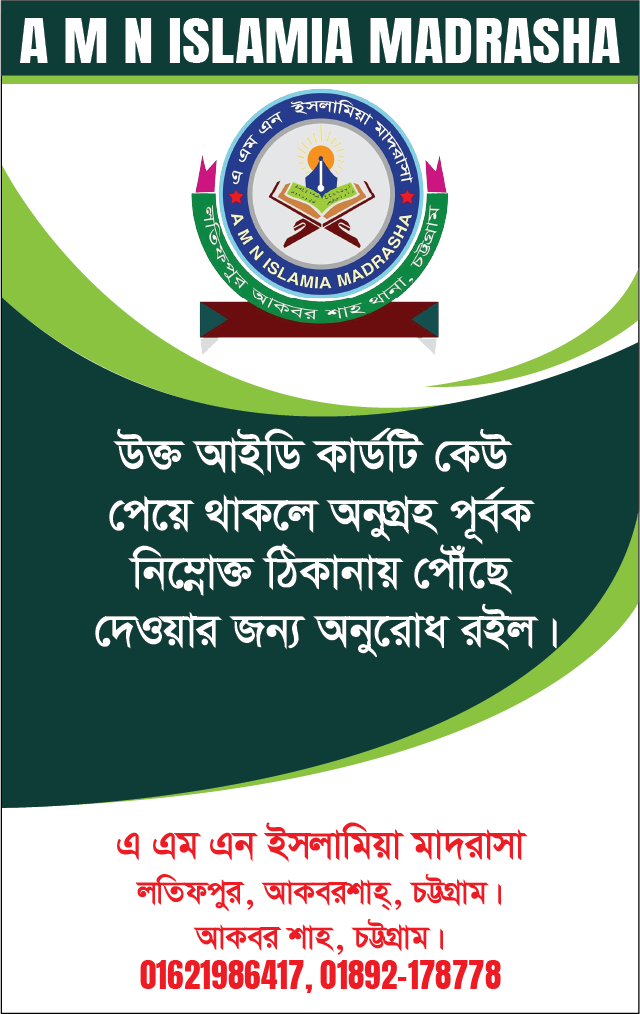 A M N ISLAMIA MADRASHA
এ এম এন ইসলামিয়া মাদরাসা
A M N ISLAMIA MADRASHA
লতিফপুর আকবর শাহ থানা, চট্টগ্রাম
উক্ত আইডি কার্ডটি কেউ
পেয়ে থাকলে অনুগ্রহ পূর্বক
নিম্নোক্ত ঠিকানায় পৌঁছে
দেওয়ার জন্য অনুরোধ রইল।
এ এম এন ইসলামিয়া মাদরাসা
লতিফপুর, আকবরশাহ্, চট্টগ্রাম।
আকবর শাহ, চট্টগ্রাম।
01621986417, 01892-178778